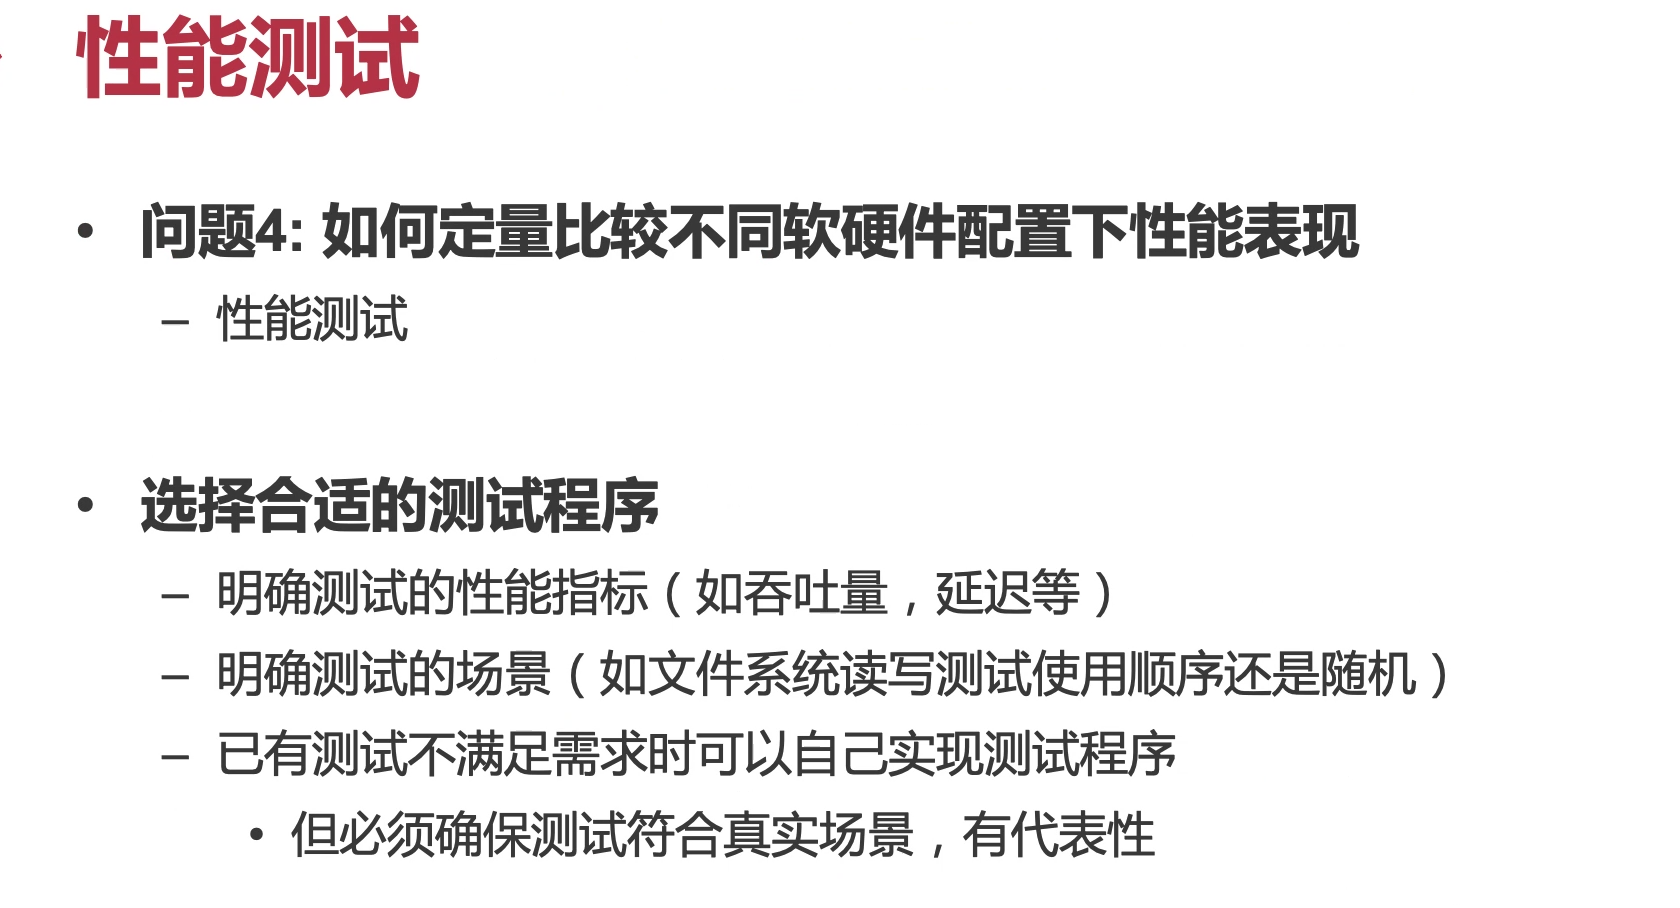 性能测试
• 问题4: 如何定量比较不同软硬件配置下性能表现
– 性能测试
• 选择合适的测试程序
– 明确测试的性能指标（如吞吐量，延迟等）
– 明确测试的场景（如文件系统读写测试使用顺序还是随机）
– 已有测试不满足需求时可以自己实现测试程序
• 但必须确保测试符合真实场景，有代表性